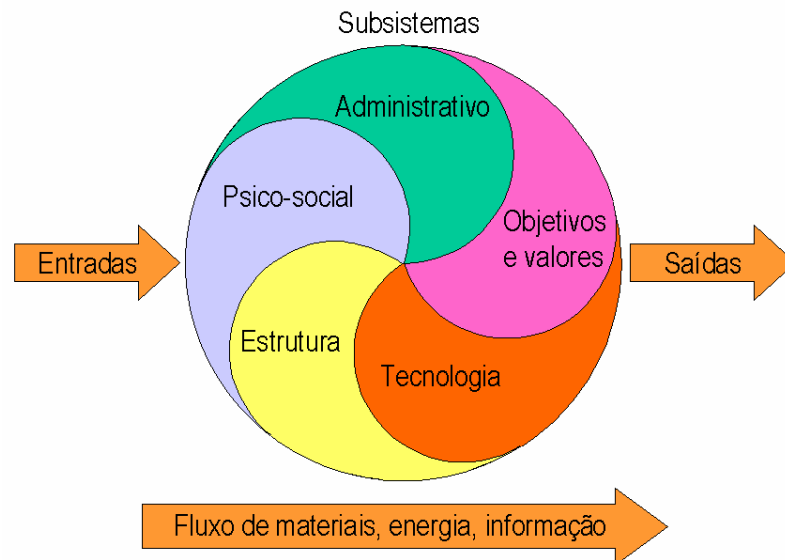 Subsistemas
Administrativo
Psico-social
Objetivos
e valores
Entradas
Saídas
Estrutura
Tecnologia
Fluxo de materiais, energia, informação